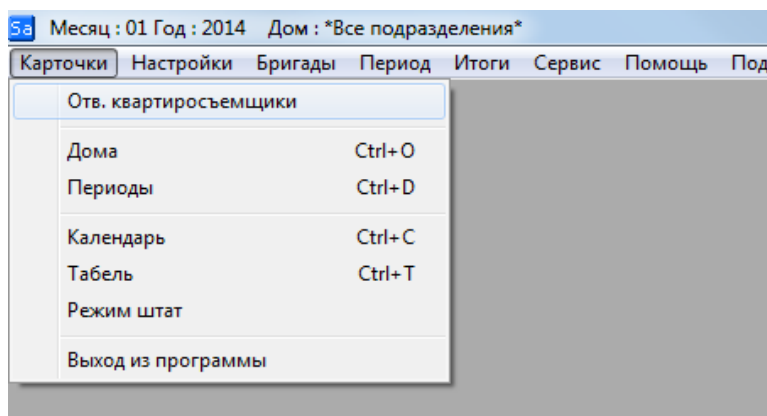 Sa Месяц : 01 Год : 2014 Дом : *Все подразделения*
Карточки Настройки Бригады Период Итоги Сервис Помощь Под
Отв. квартиросъемщики
Дома Ctrl+O
Периоды Ctrl+D
Календарь Ctrl+C
Табель Ctrl+T
Режим штат
Выход из программы